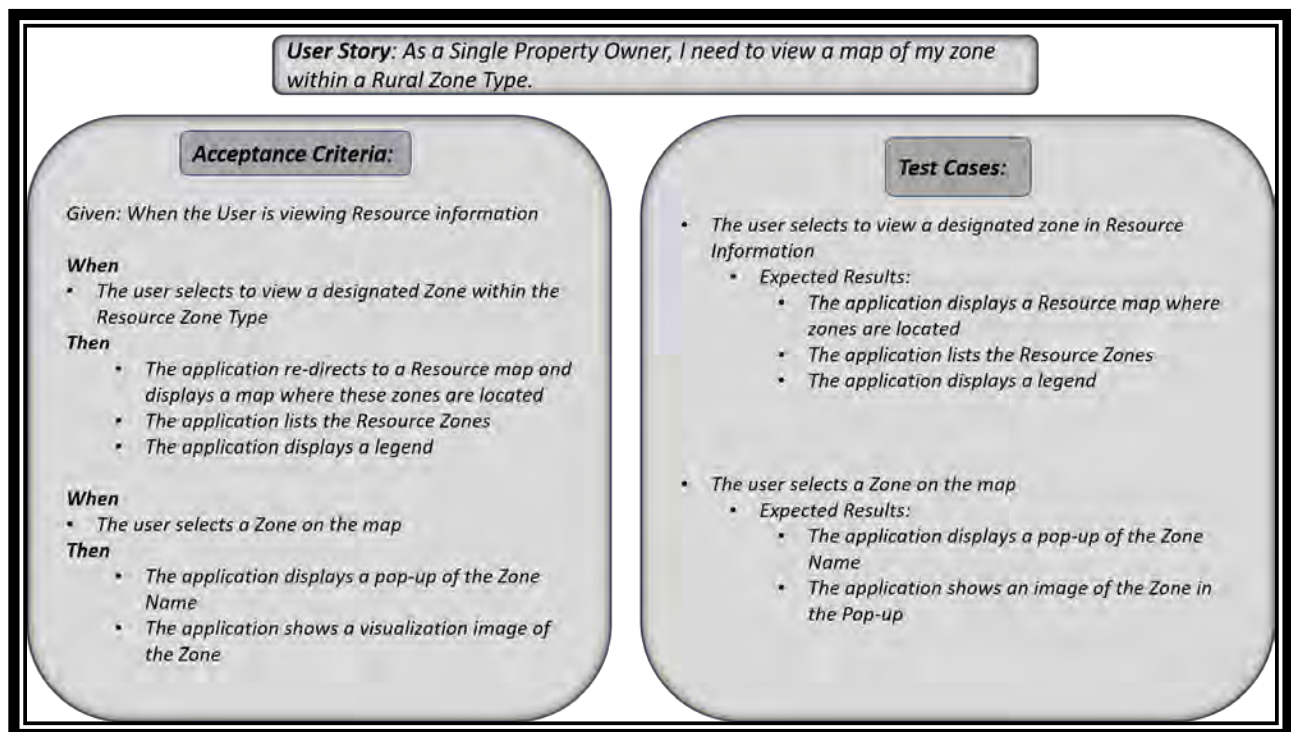 User Story: As a Single Property Owner, I need to view a map of my zone
within a Rural Zone Type.
Acceptance Criteria:
Given: When the User is viewing Resource information
When
• The user selects to view a designated Zone within the
Resource Zone Type
Then
• The application re-directs to a Resource map and
displays a map where these zones are located
• The application lists the Resource Zones
• The application displays a legend
When
• The user selects a Zone on the map
Then
• The application displays a pop-up of the Zone
Name
• The application shows a visualization image of
the Zone
Test Cases:
• The user selects to view a designated zone in Resource
Information
• Expected Results:
• The application displays a Resource map where
zones are located
• The application lists the Resource Zones
• The application displays a legend
• The user selects a Zone on the map
• Expected Results:
• The application displays a pop-up of the Zone
Name
• The application shows an image of the Zone in
the Pop-up